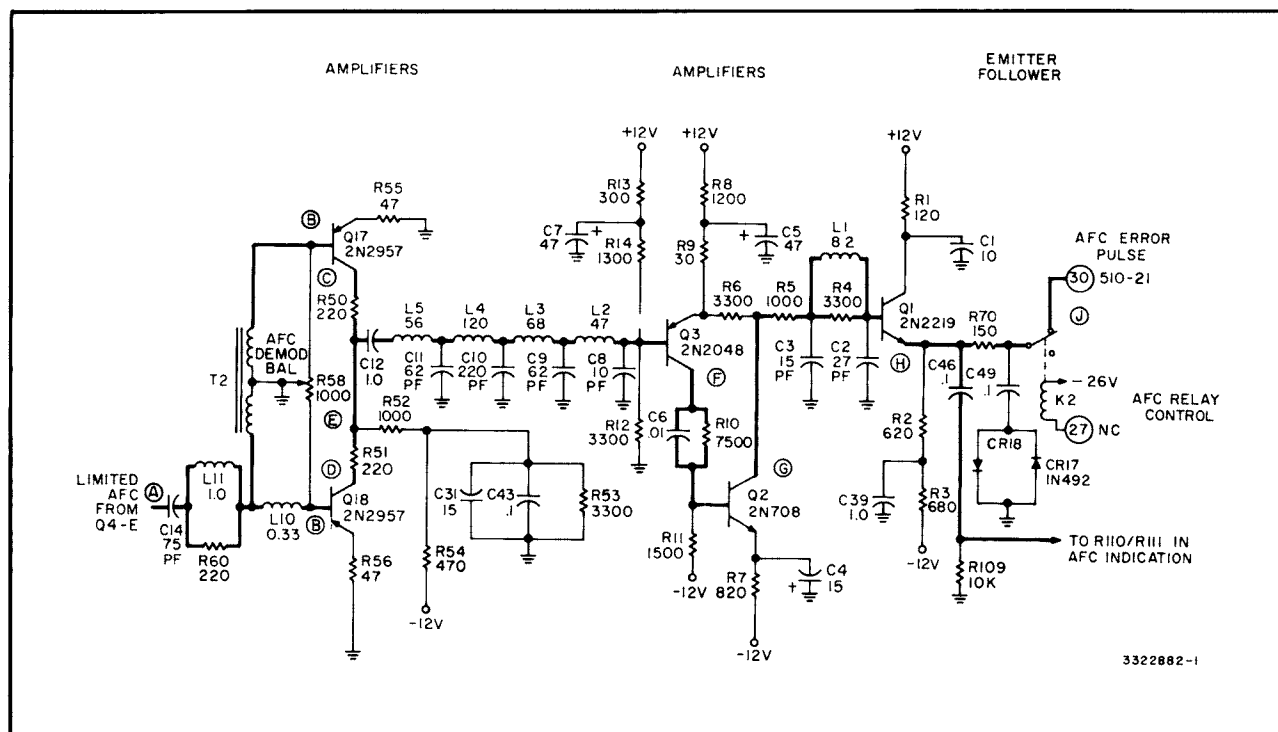 AMPLIFIERS
AMPLIFIERS
EMITTER
FOLLOWER
+12V
+12V
+12V
R13
300
R8
1200
R1
120
R55
47
B
Q17
2N2957
C7
47
+
R14
1300
R9
30
+
C5
47
L1
82
C1
10
AFC ERROR
PULSE
30
510-21
C
R50
220
R6
3300
R5
1000
R4
3300
Q1
2N2219
R70
150
J
L5
56
L4
120
L3
68
L2
47
Q3
2N2048
AFC
DEMOD
BAL
T2
R58
1000
C12
1.0
C11
62
PF
C10
220
PF
C9
62
PF
C8
10
PF
C3
15
PF
C2
27
PF
H
C46
.1
C49
.1
-26V
K2
AFC RELAY
CONTROL
27
NC
F
E
R52
1000
R12
3300
C6
.01
R10
7500
R2
620
CR18
CR17
1N492
LIMITED
AFC
FROM
Q4-E
A
L11
1.0
D
R51
220
Q18
2N2957
G
Q2
2N708
C39
1.0
R3
680
L10
0.33
B
C31
15
C43
.1
R53
3300
C14
75
PF
R60
220
R56
47
R54
470
-12V
R11
1500
-12V
R7
820
+
C4
15
-12V
-12V
TO R110/R111 IN
AFC INDICATION
R109
10K
3322882-1